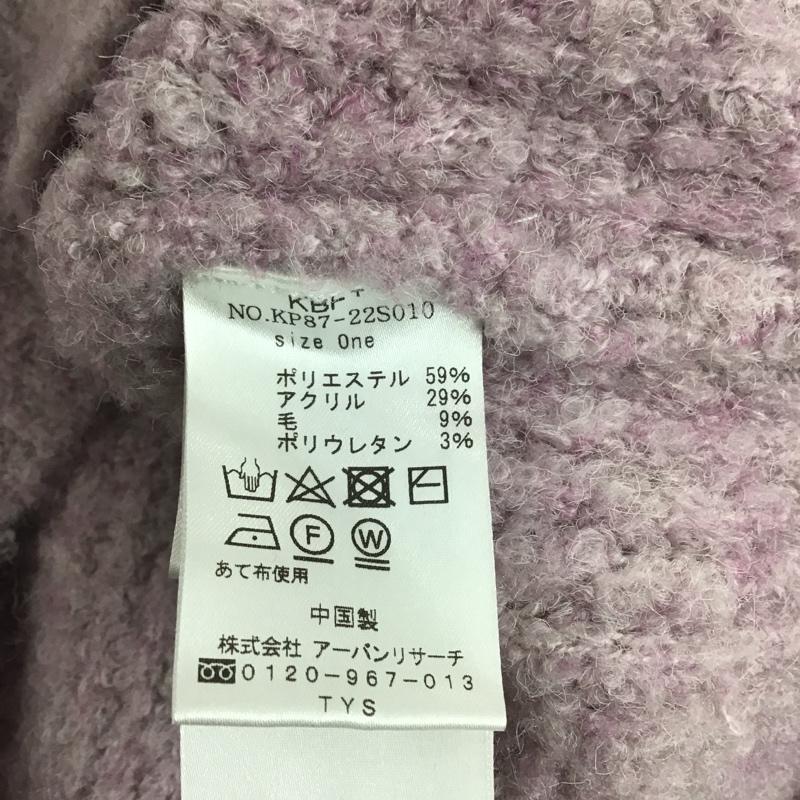 KBF+
NO.KP87-22S010
size One
ポリエステル 59%
アクリル 29%
毛 9%
ポリウレタン 3%
F W
あて布使用
中国製
株式会社 アーバンリサーチ
0120-967-013
TYS